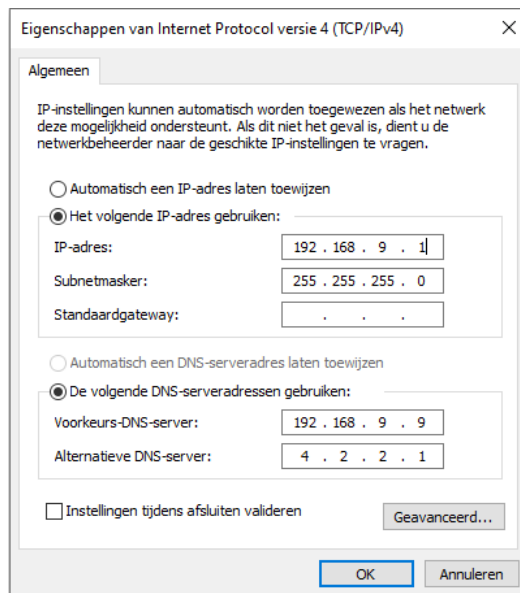 Eigenschappen van Internet Protocol versie 4 (TCP/IPv4)
Algemeen
IP-instellingen kunnen automatisch worden toegewezen als het netwerk
deze mogelijkheid ondersteunt. Als dit niet het geval is, dient u de
netwerkbeheerder naar de geschikte IP-instellingen te vragen.
Automatisch een IP-adres laten toewijzen
Het volgende IP-adres gebruiken:
IP-adres: 192 . 168 . 9 . 1
Subnetmasker: 255 . 255 . 255 . 0
Standaardgateway: . . .
Automatisch een DNS-serveradres laten toewijzen
De volgende DNS-serveradressen gebruiken:
Voorkeurs-DNS-server: 192 . 168 . 9 . 9
Alternatieve DNS-server: 4 . 2 . 2 . 1
Instellingen tijdens afsluiten valideren
Geavanceerd...
OK Annuleren